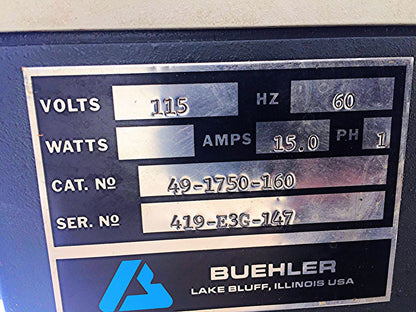 VOLTS 115 HZ 60
WATTS AMPS 15.0 PH 1
CAT. No 49-1750-160
SER. No 419-E3G-147
BUEHLER
LAKE BLUFF, ILLINOIS USA